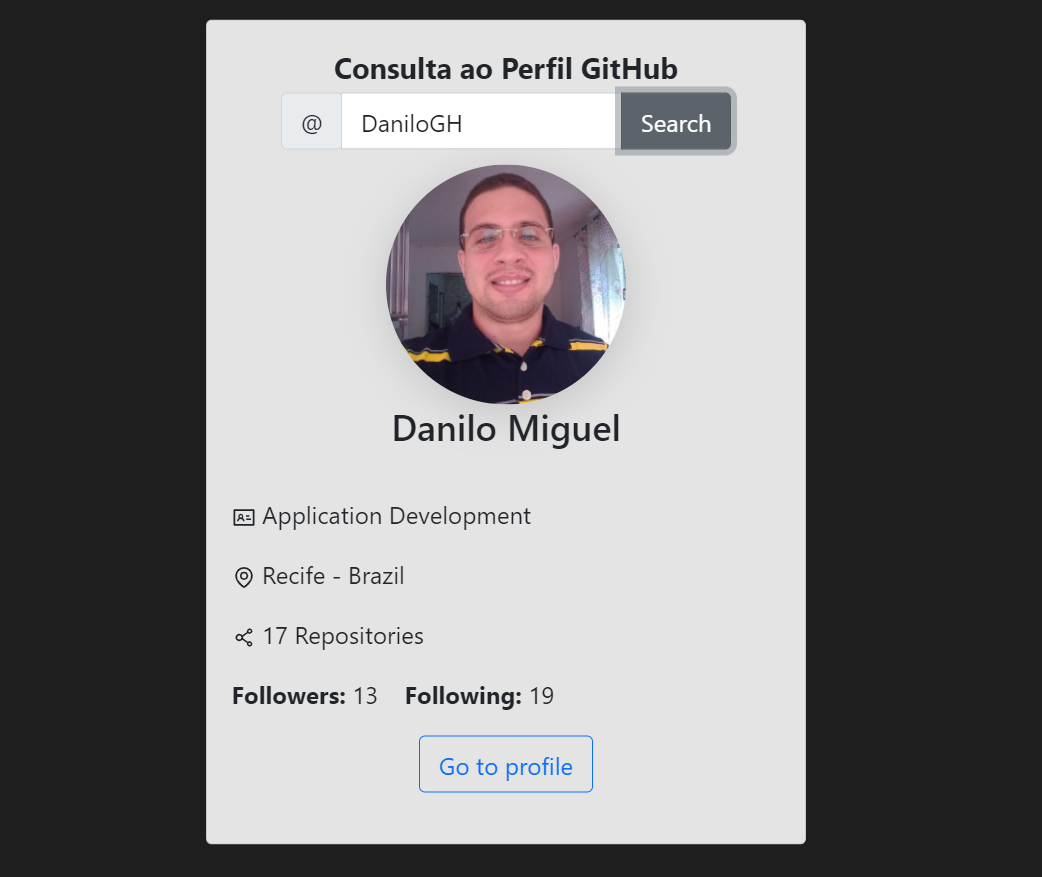 Consulta ao Perfil GitHub
@ DaniloGH Search
Danilo Miguel
Application Development
Recife - Brazil
17 Repositories
Followers: 13 Following: 19
Go to profile